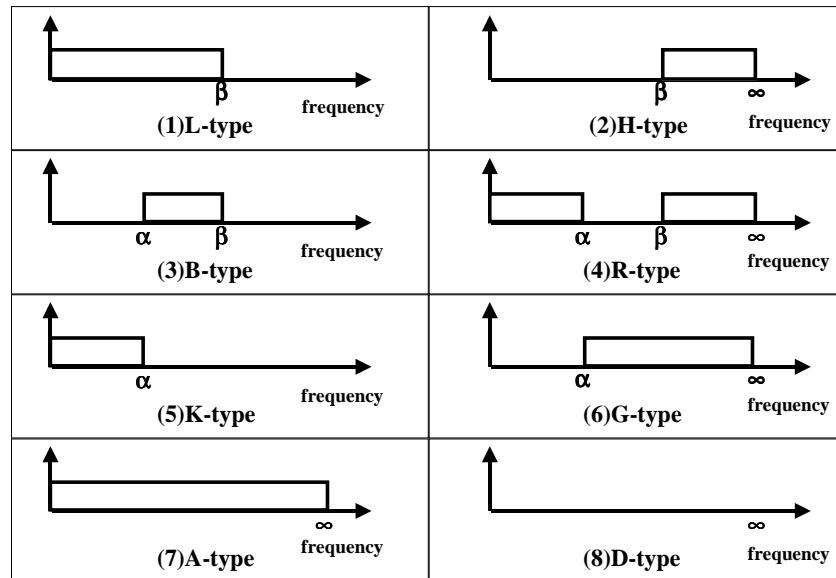 β
frequency
(1)L-type
β
∞
frequency
(2)H-type
α
β
(3)B-type
α
β
∞
frequency
(4)R-type
α
frequency
(5)K-type
α
∞
frequency
(6)G-type
∞
frequency
(7)A-type
∞
frequency
(8)D-type